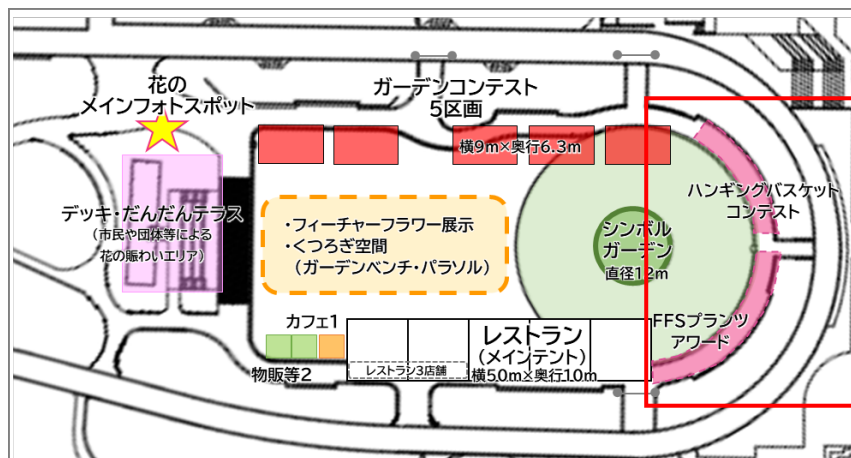 花の
メインフォトスポット
ガーデンコンテスト
5区画
横9m×奥行6.3m
ハンギングバスケット
コンテスト
デッキ・だんだんテラス
（市民や団体等による
花の賑わいエリア）
・フィーチャーフラワー展示
・くつろぎ空間
（ガーデンベンチ・パラソル）
シンボル
ガーデン
直径12m
カフェ1
物販等2
レストラン
（メインテント）
レストラン3店舗
横50m×奥行10m
FFSプランツ
アワード